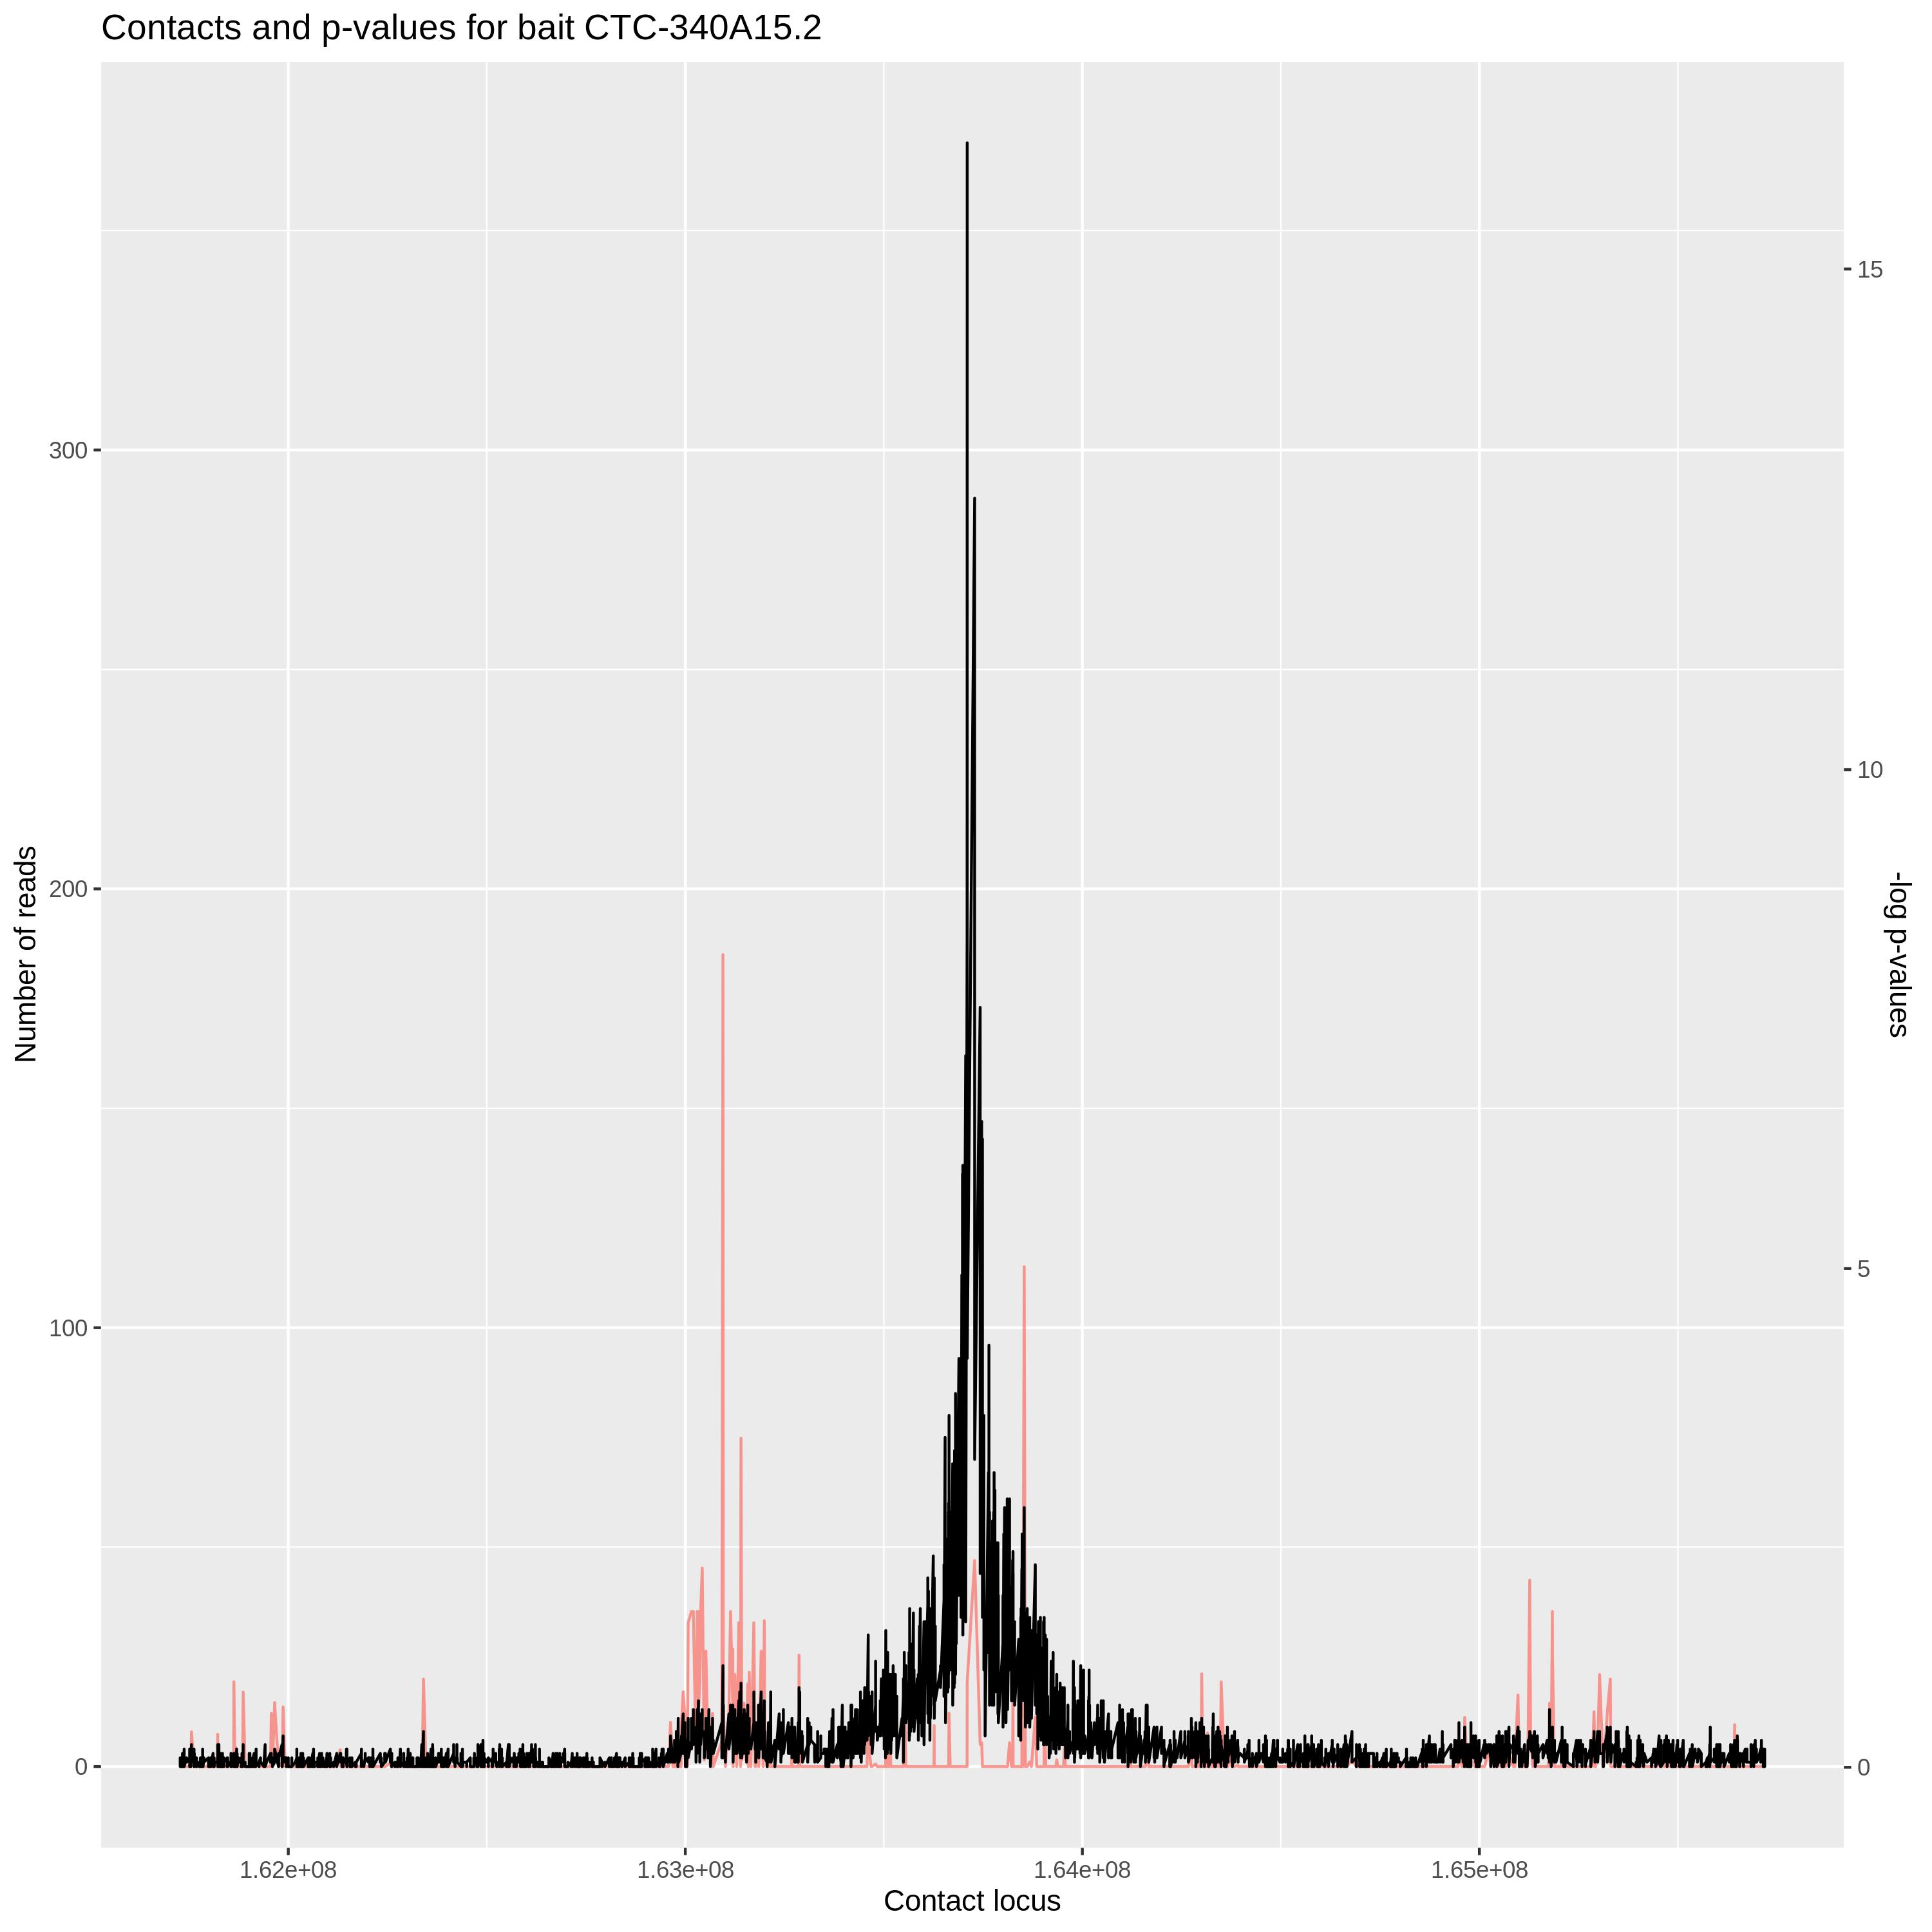 Contacts and p-values for bait CTC-340A15.2
300
200
100
0
Number of reads
15
10
5
0
-log p-values
1.62e+08
1.63e+08
1.64e+08
1.65e+08
Contact locus